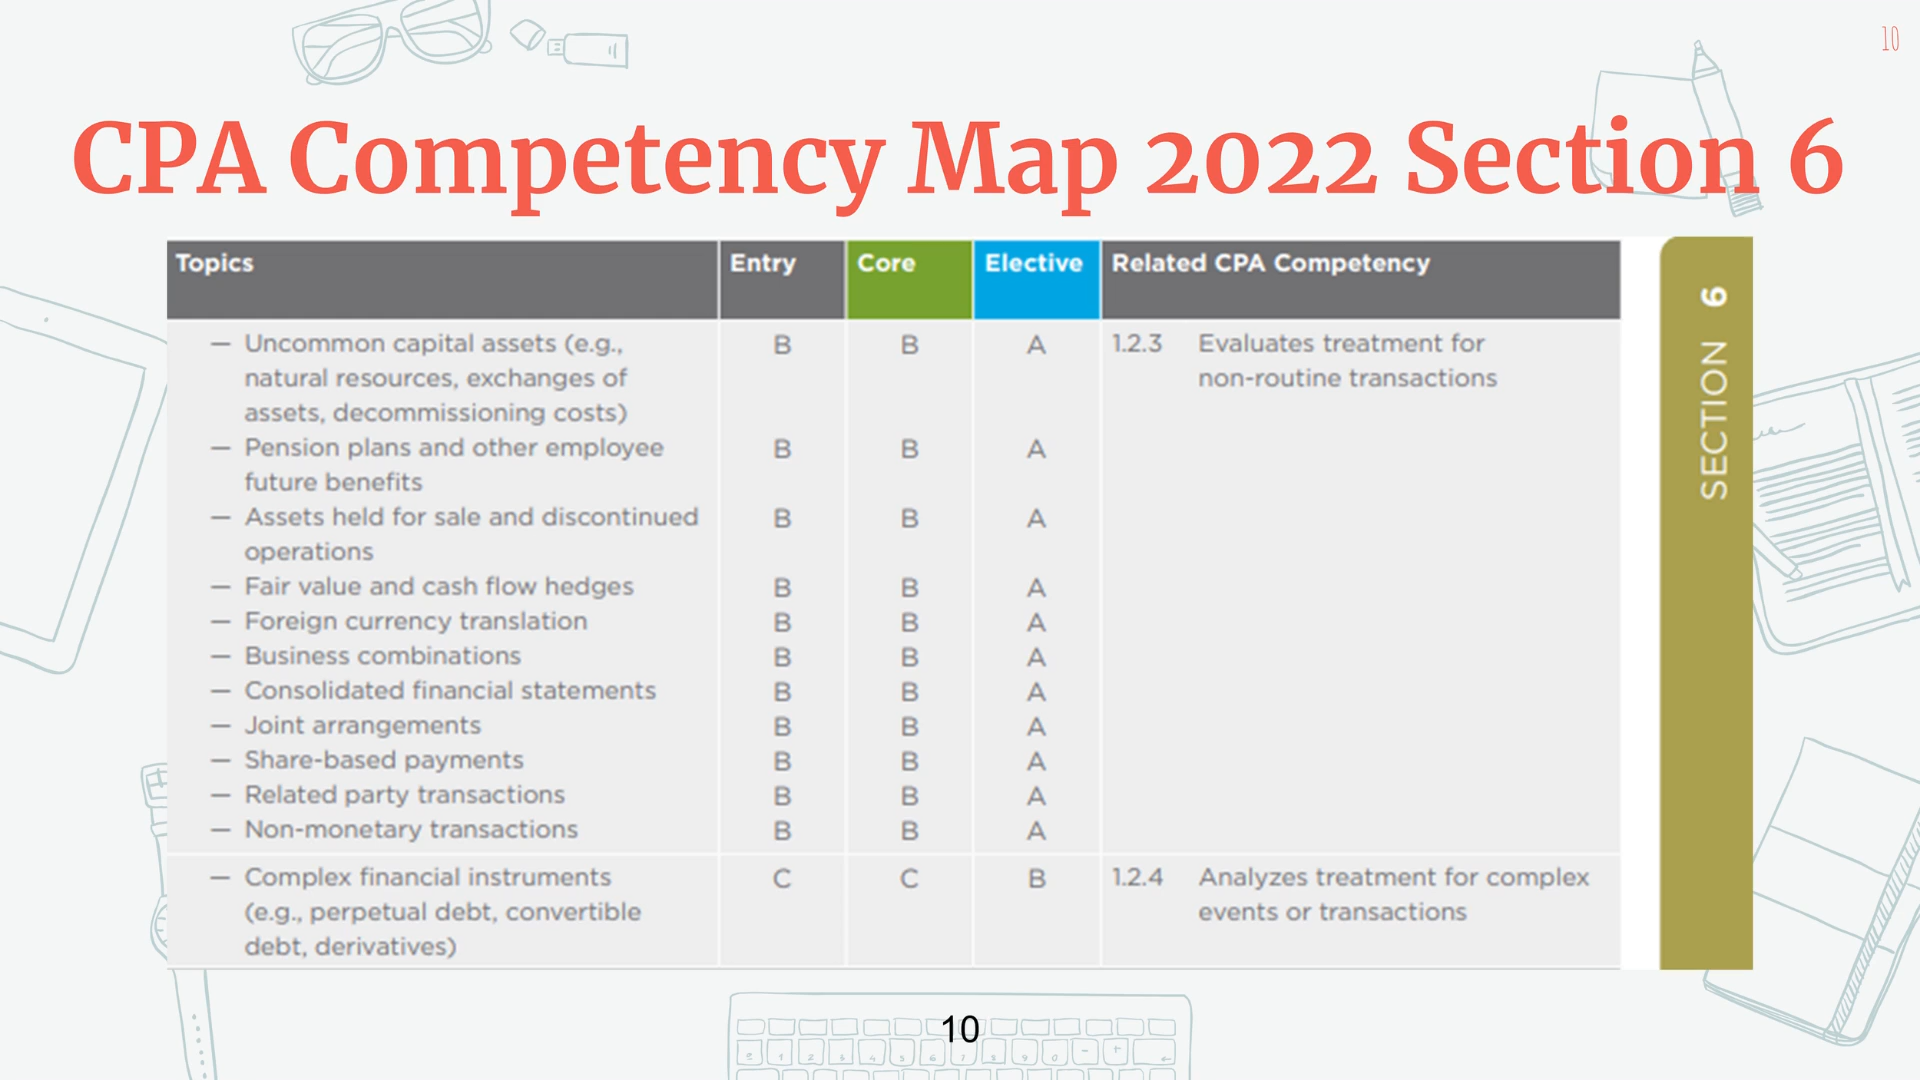 10
CPA Competency Map 2022 Section 6
Topics Entry Core Elective Related CPA Competency
— Uncommon capital assets (e.g., B B A 1.2.3 Evaluates treatment for
natural resources, exchanges of non-routine transactions
assets, decommissioning costs)
— Pension plans and other employee B B A
future benefits
— Assets held for sale and discontinued B B A
operations
— Fair value and cash flow hedges B B A
— Foreign currency translation B B A
— Business combinations B B A
— Consolidated financial statements B B A
— Joint arrangements B B A
— Share-based payments B B A
— Related party transactions B B A
— Non-monetary transactions B B A
— Complex financial instruments C C B 1.2.4 Analyzes treatment for complex
(e.g., perpetual debt, convertible events or transactions
debt, derivatives)
SECTION 6
10